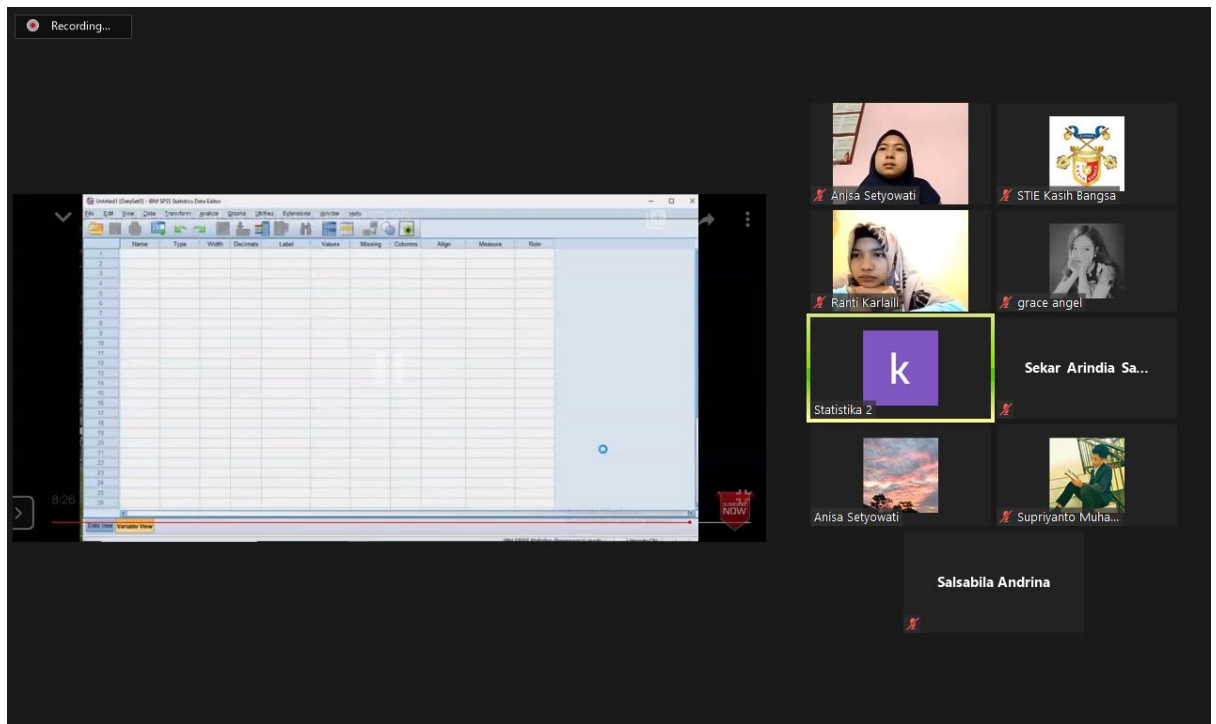 Recording...
Untitled1 [DataSet0] - IBM SPSS Statistics Data Editor
File Edit View Data Transform Analyze Graphs Utilities Extensions Window Help
Name Type Width Decimals Label Values Missing Columns Align Measure Role
1
2
3
4
5
6
7
8
9
10
11
12
13
14
15
16
17
18
19
20
21
22
23
24
25
26
8:26
NOW
Data View Variable View
Anisa Setyowati
STIE Kasih Bangsa
Ranti Karlaili
grace angel
k
Statistika 2
Sekar Arindia Sa...
Anisa Setyowati
Supriyanto Muha...
Salsabila Andrina